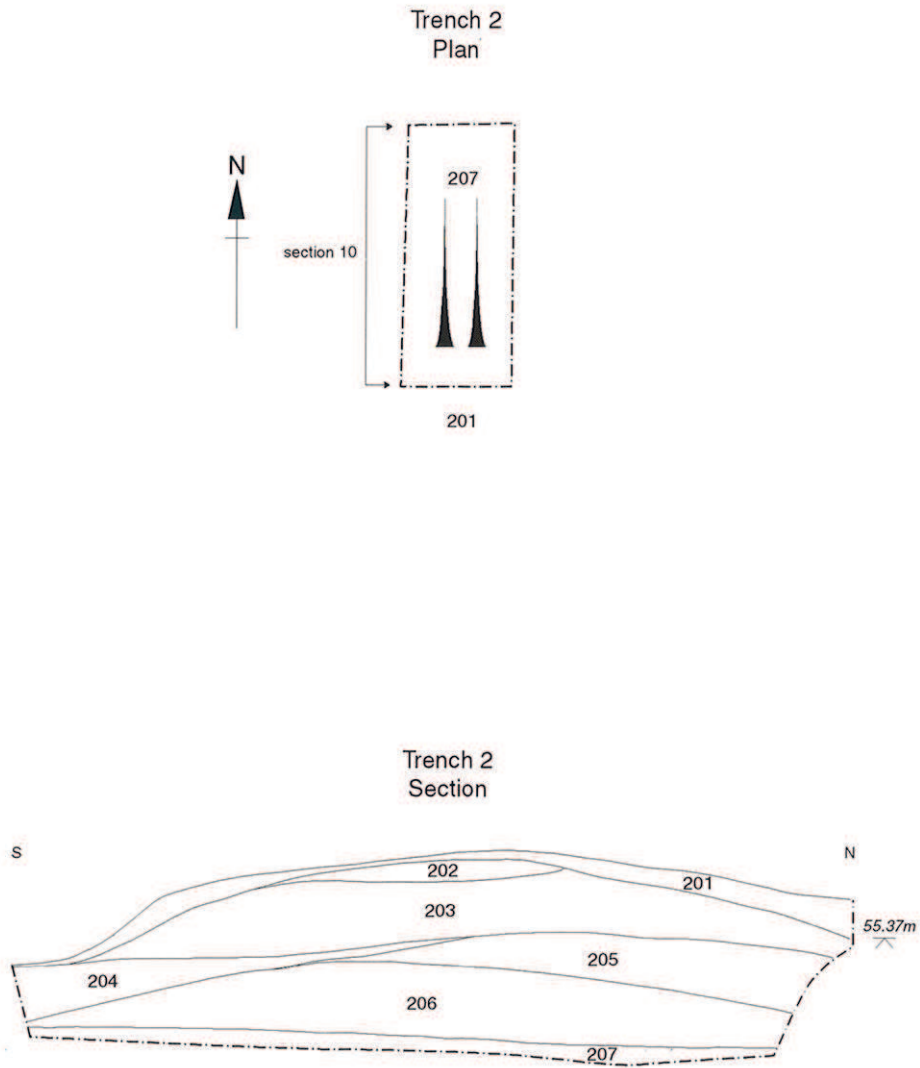 Trench 2
Plan
N
207
section 10
201
Trench 2
Section
S
N
202
201
203
55.37m
205
204
206
207